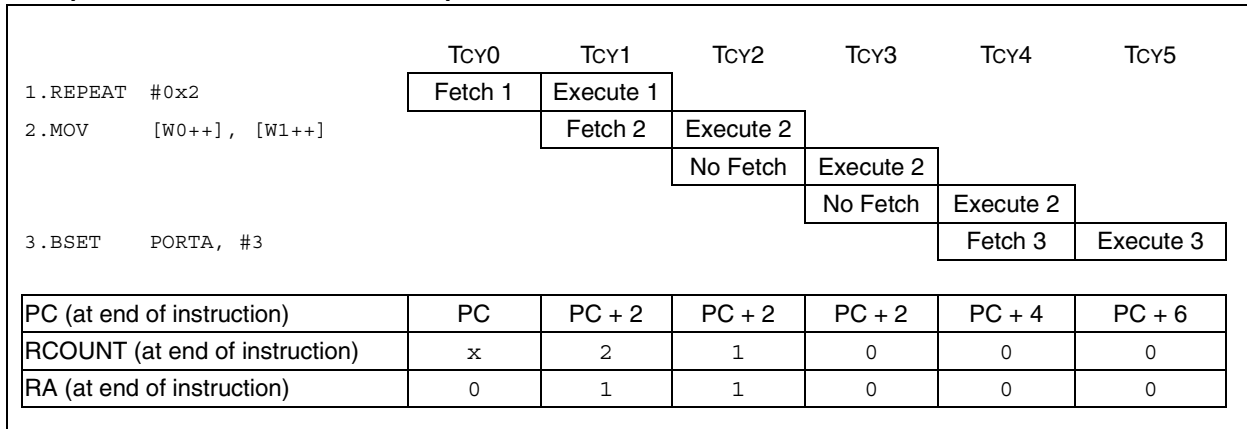 TCY0 TCY1 TCY2 TCY3 TCY4 TCY5
1.REPEAT #0x2 Fetch 1 Execute 1
2.MOV [W0++], [W1++] Fetch 2 Execute 2
No Fetch Execute 2
No Fetch Execute 2
3.BSET PORTA, #3 Fetch 3 Execute 3
PC (at end of instruction) PC PC + 2 PC + 2 PC + 2 PC + 4 PC + 6
RCOUNT (at end of instruction) x 2 1 0 0 0
RA (at end of instruction) 0 1 1 0 0 0